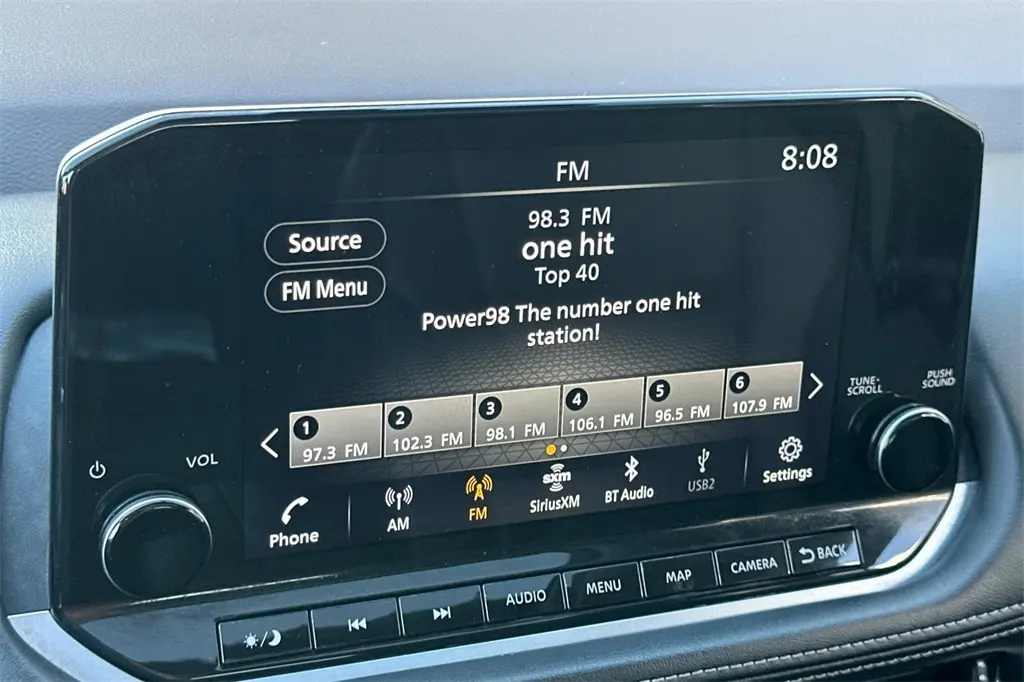 FM
8:08
98.3 FM
one hit
Top 40
Source
FM Menu
Power98 The number one hit
station!
1 2 3 4 5 6
97.3 FM 102.3 FM 98.1 FM 106.1 FM 96.5 FM 107.9 FM
TUNE•
SCROLL
PUSH
SOUND
VOL
Phone
AM
FM
sxm
SiriusXM
BT Audio
USB2
Settings
AUDIO
MENU
MAP
CAMERA
BACK